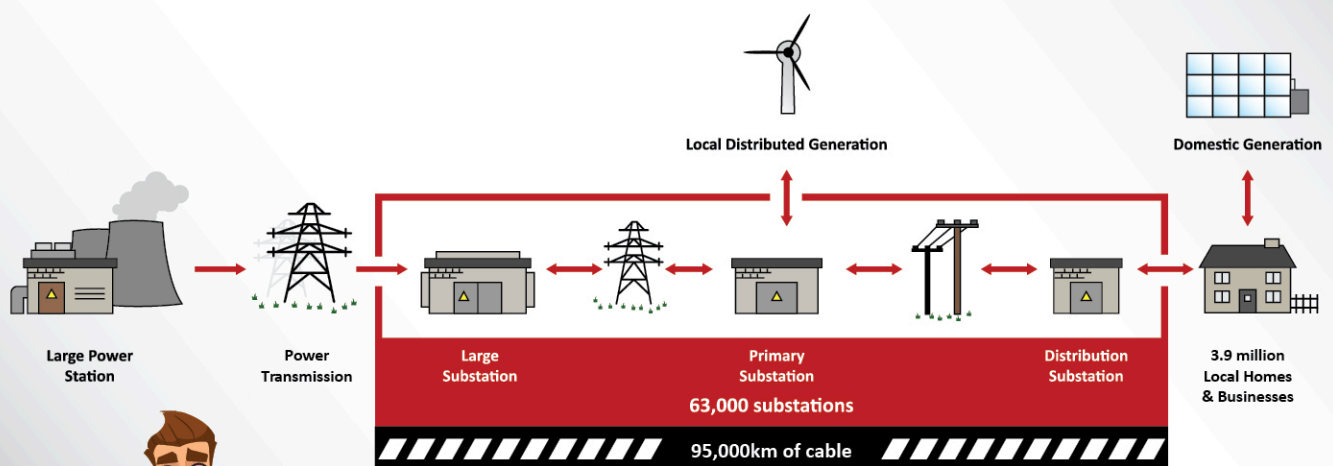 Local Distributed Generation
Domestic Generation
Large Power
Station
Power
Transmission
Large
Substation
Primary
Substation
Distribution
Substation
3.9 million
Local Homes
& Businesses
63,000 substations
95,000km of cable